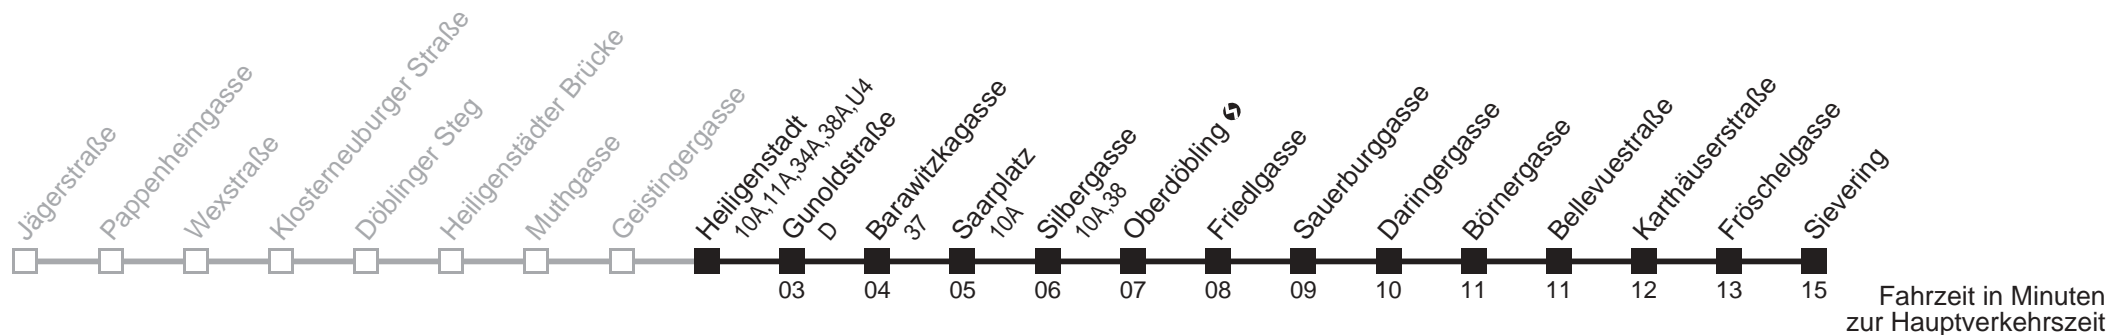 Jägerstraße
Pappenheimgasse
Wexstraße
Klosterneuburger Straße
Döblinger Steg
Heiligenstädter Brücke
Muthgasse
Geistingergasse
Heiligenstadt
10A,11A,34A,38A,U4
Gunoldstraße
D
Barawitzkagasse
37
Saarplatz
10A
Silbergasse
10A,38
Oberdöbling
Friedlgasse
Sauerburggasse
Daringergasse
Börnergasse
Bellevuestraße
Karthäuserstraße
Fröschelgasse
Sievering
03 04 05 06 07 08 09 10 11 11 12 13 15
Fahrzeit in Minuten
zur Hauptverkehrszeit